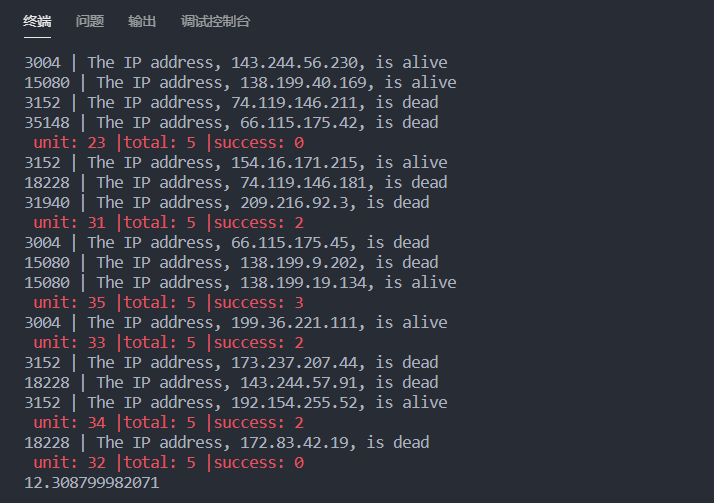 终端 问题 输出 调试控制台
3004 | The IP address, 143.244.56.230, is alive
15080 | The IP address, 138.199.40.169, is alive
3152 | The IP address, 74.119.146.211, is dead
35148 | The IP address, 66.115.175.42, is dead
unit: 23 |total: 5 |success: 0
3152 | The IP address, 154.16.171.215, is alive
18228 | The IP address, 74.119.146.181, is dead
31940 | The IP address, 209.216.92.3, is dead
unit: 31 |total: 5 |success: 2
3004 | The IP address, 66.115.175.45, is dead
15080 | The IP address, 138.199.9.202, is dead
15080 | The IP address, 138.199.19.134, is alive
unit: 35 |total: 5 |success: 3
3004 | The IP address, 199.36.221.111, is alive
unit: 33 |total: 5 |success: 2
3152 | The IP address, 173.237.207.44, is dead
18228 | The IP address, 143.244.57.91, is dead
3152 | The IP address, 192.154.255.52, is alive
unit: 34 |total: 5 |success: 2
18228 | The IP address, 172.83.42.19, is dead
unit: 32 |total: 5 |success: 0
12.308799982071